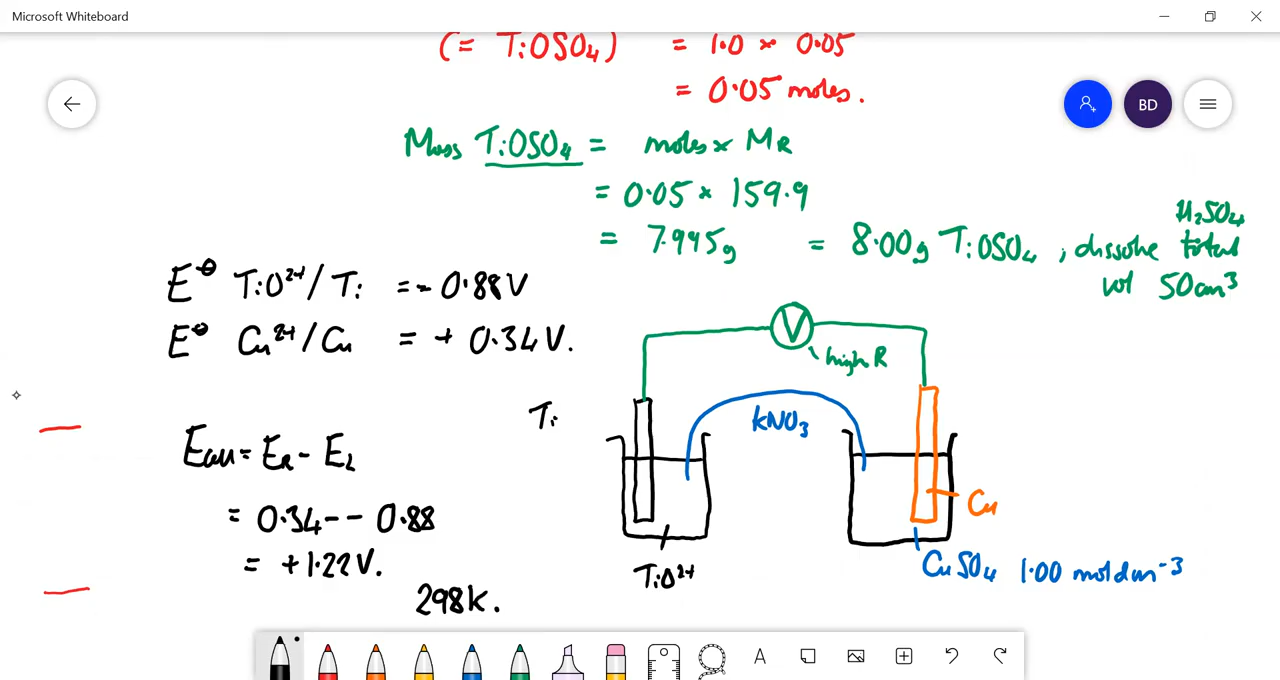 Microsoft Whiteboard
(= TiOSO4) = 1.0 × 0.05
= 0.05 moles.
BD
Mass TiOSO4 = moles × MR
= 0.05 × 159.9
= 7.995g = 8.00g TiOSO4, dissolve
H2SO4
total
vol 50cm³
E⊖ TiO²⁺/Ti = - 0.88V
E⊖ Cu²⁺/Cu = + 0.34V.
V
high R
Ti
KNO3
Ecell = ER - EL
= 0.34 - - 0.88
= +1.22V.
298K.
Cu
TiO²⁺
CuSO4 1.00 mol dm⁻³
A